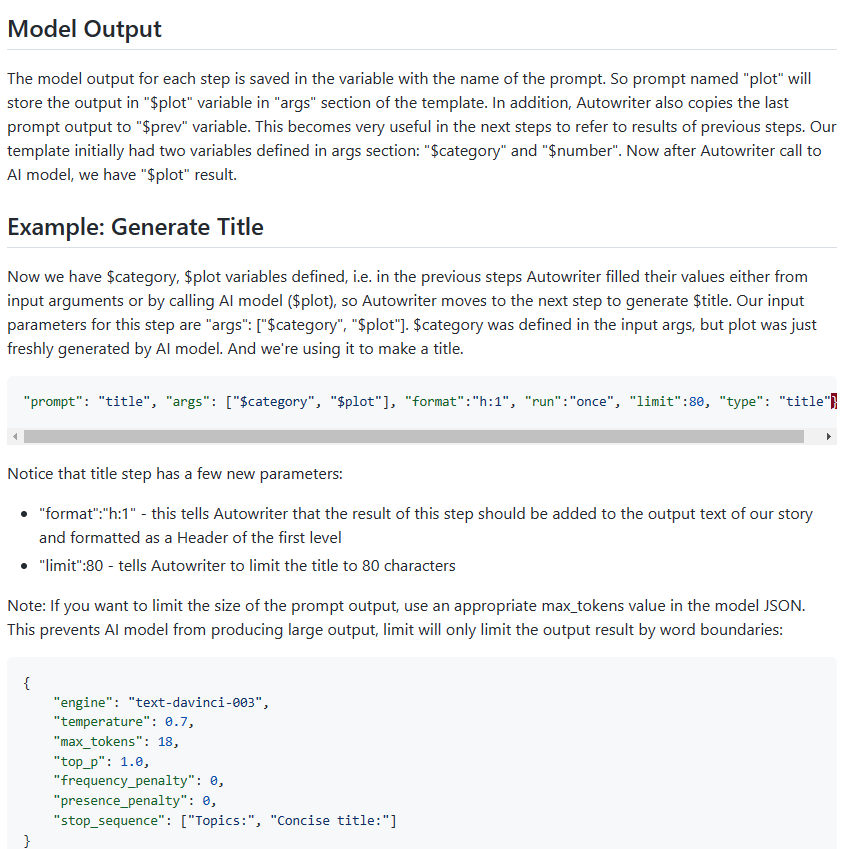 Model Output
The model output for each step is saved in the variable with the name of the prompt. So prompt named "plot" will
store the output in "$plot" variable in "args" section of the template. In addition, Autowriter also copies the last
prompt output to "$prev" variable. This becomes very useful in the next steps to refer to results of previous steps. Our
template initially had two variables defined in args section: "$category" and "$number". Now after Autowriter call to
AI model, we have "$plot" result.
Example: Generate Title
Now we have $category, $plot variables defined, i.e. in the previous steps Autowriter filled their values either from
input arguments or by calling AI model ($plot), so Autowriter moves to the next step to generate $title. Our input
parameters for this step are "args": ["$category", "$plot"]. $category was defined in the input args, but plot was just
freshly generated by AI model. And we're using it to make a title.
"prompt": "title", "args": ["$category", "$plot"], "format":"h:1", "run":"once", "limit":80, "type": "title"}
Notice that title step has a few new parameters:
• "format":"h:1" - this tells Autowriter that the result of this step should be added to the output text of our story
and formatted as a Header of the first level
• "limit":80 - tells Autowriter to limit the title to 80 characters
Note: If you want to limit the size of the prompt output, use an appropriate max_tokens value in the model JSON.
This prevents AI model from producing large output, limit will only limit the output result by word boundaries:
{
"engine": "text-davinci-003",
"temperature": 0.7,
"max_tokens": 18,
"top_p": 1.0,
"frequency_penalty": 0,
"presence_penalty": 0,
"stop_sequence": ["Topics:", "Concise title:"]
}